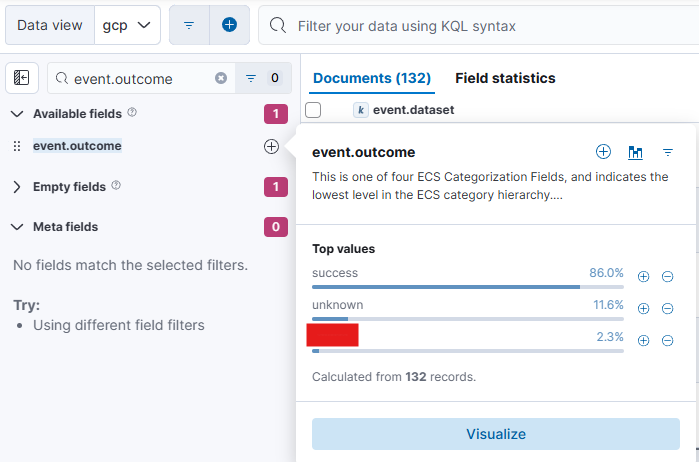 Data view gcp Filter your data using KQL syntax
event.outcome 0
Documents (132) Field statistics
Available fields 1
k event.dataset
event.outcome
Empty fields 1
Meta fields 0
No fields match the selected filters.
Try:
• Using different field filters
event.outcome
This is one of four ECS Categorization Fields, and indicates the
lowest level in the ECS category hierarchy....
Top values
success 86.0%
unknown 11.6%
2.3%
Calculated from 132 records.
Visualize